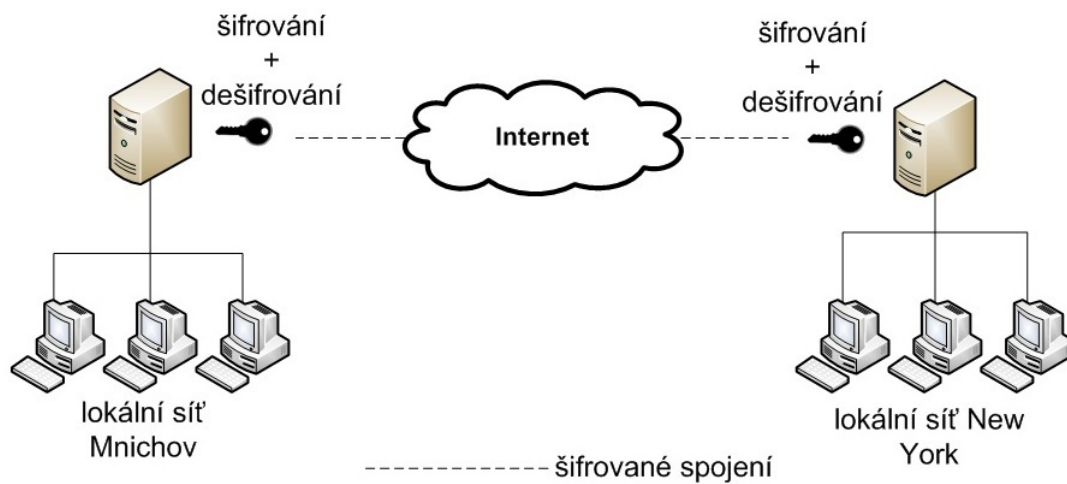 šifrování
+
dešifrování
Internet
šifrování
+
dešifrování
lokální síť
Mnichov
lokální síť New
York
šifrované spojení